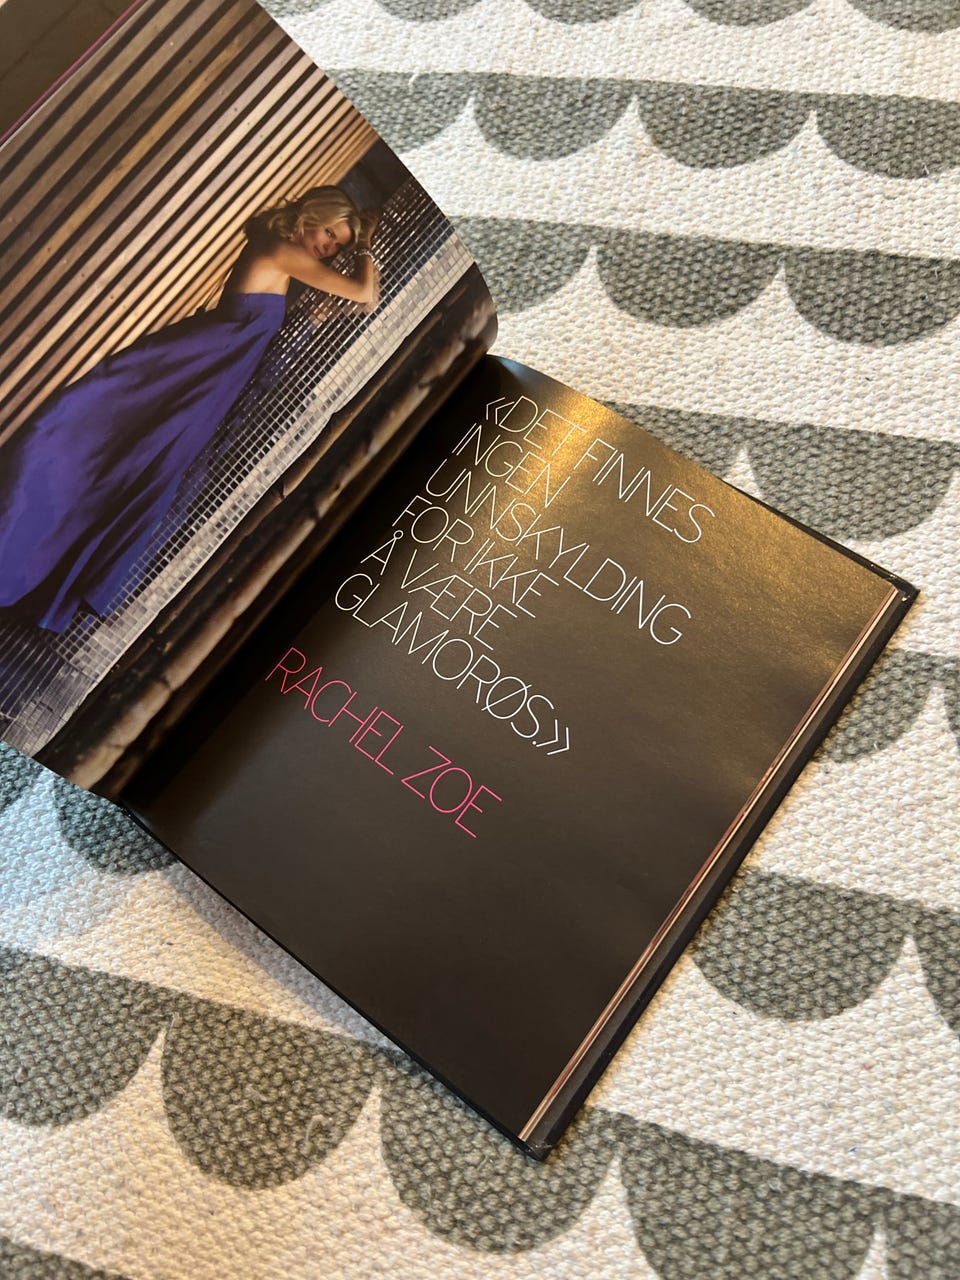 «DET FINNES
INGEN
UNNSKYLDING
FOR IKKE
Å VÆRE
GLAMORØS.»
RACHEL ZOE